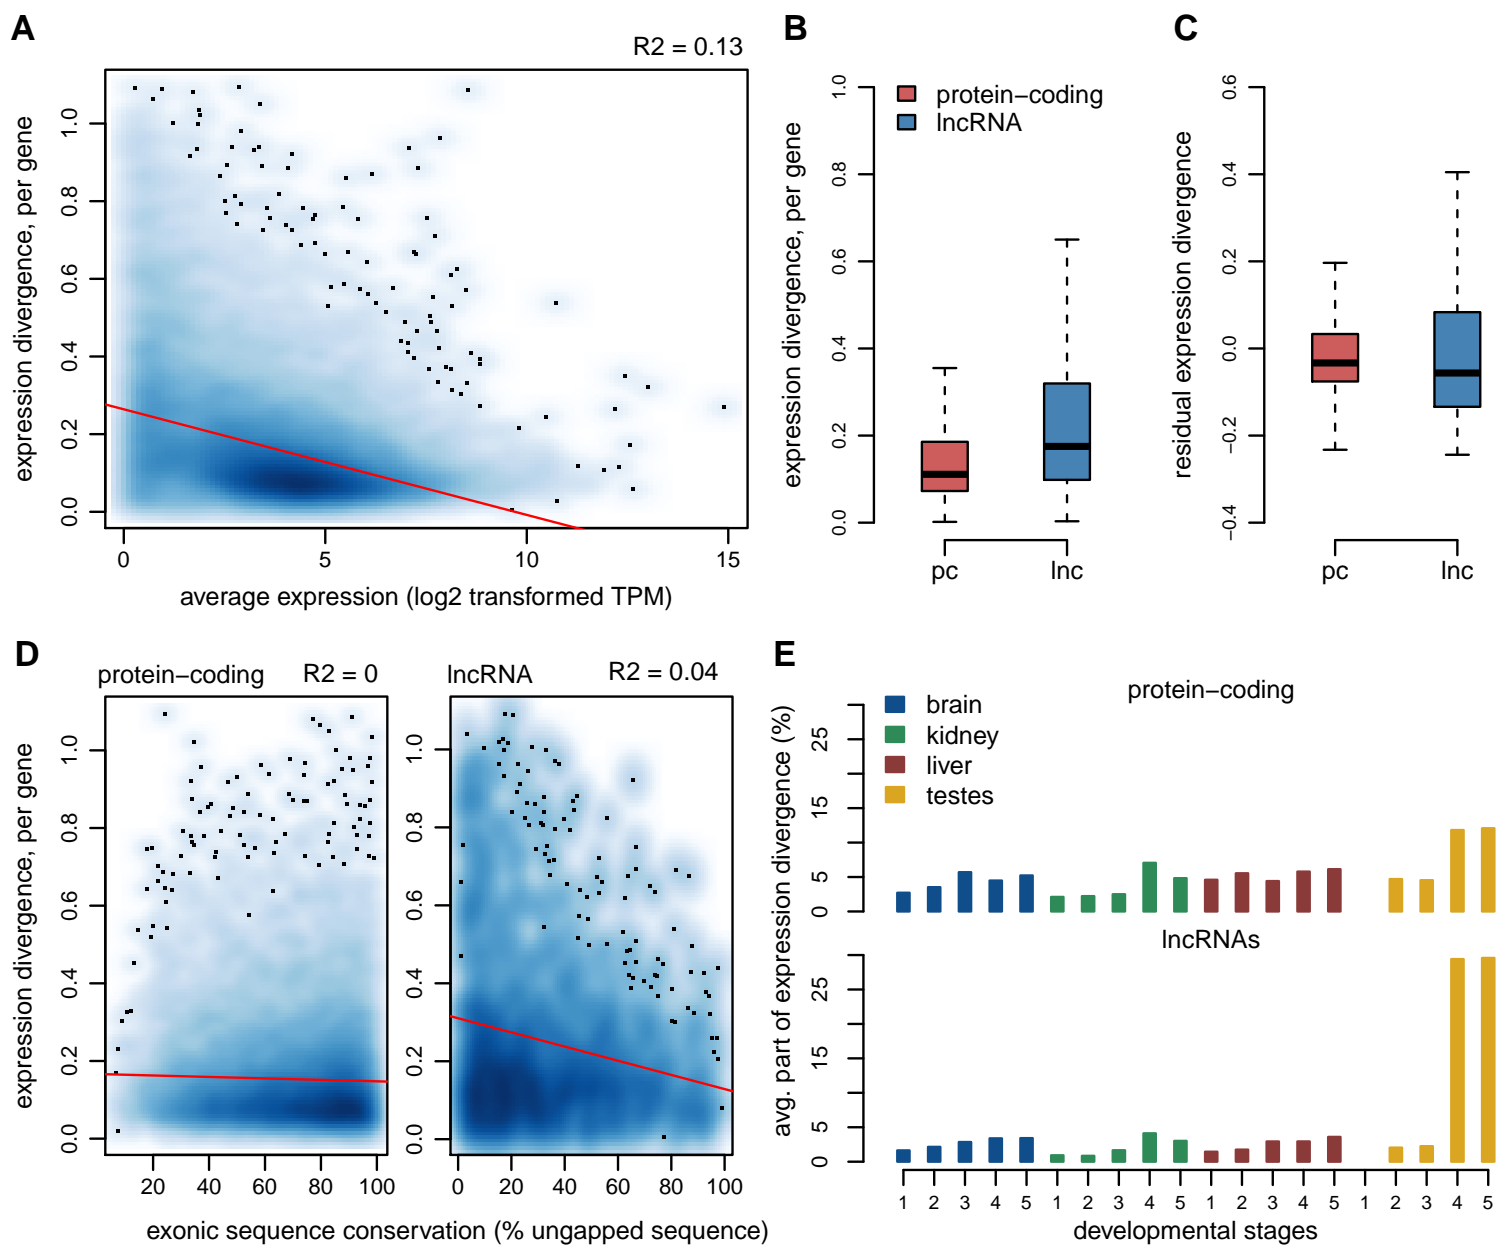 A
R2 = 0.13
expression divergence, per gene
0.0 0.2 0.4 0.6 0.8 1.0
0 5 10 15
average expression (log2 transformed TPM)
B
protein−coding
lncRNA
expression divergence, per gene
0.0 0.2 0.4 0.6 0.8 1.0
pc lnc
C
residual expression divergence
−0.4 −0.2 0.0 0.2 0.4 0.6
pc lnc
D
protein−coding R2 = 0
expression divergence, per gene
0.0 0.2 0.4 0.6 0.8 1.0
20 40 60 80 100
lncRNA R2 = 0.04
0.0 0.2 0.4 0.6 0.8 1.0
0 20 40 60 80 100
exonic sequence conservation (% ungapped sequence)
E
protein−coding
brain
kidney
liver
testes
avg. part of expression divergence (%)
0 5 15 25
lncRNAs
0 5 15 25
1 2 3 4 5 1 2 3 4 5 1 2 3 4 5 1 2 3 4 5
developmental stages